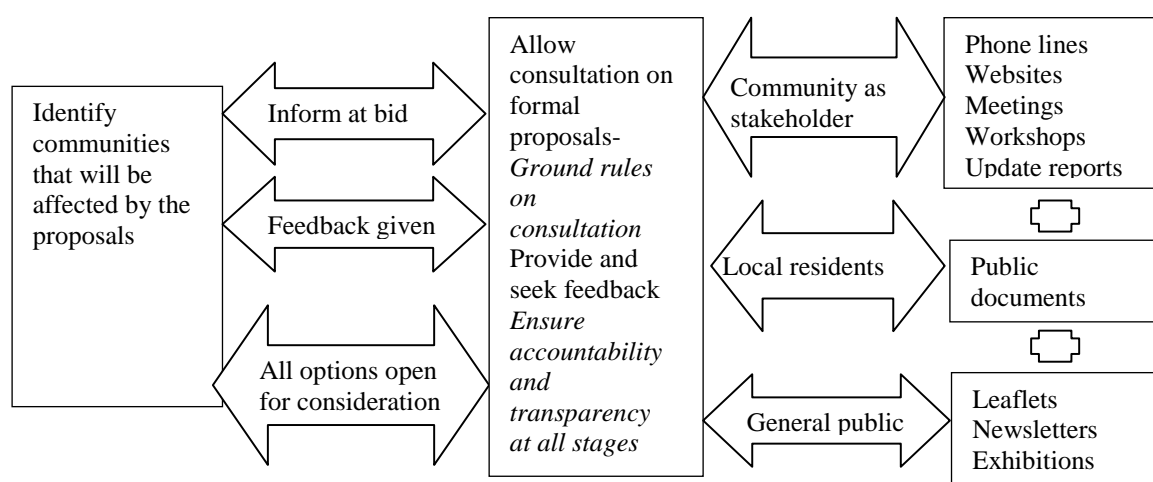 Identify
communities
that will be
affected by the
proposals
Inform at bid
Feedback given
All options open
for consideration
Allow
consultation on
formal
proposals-
Ground rules
on
consultation
Provide and
seek feedback
Ensure
accountability
and
transparency
at all stages
Community as
stakeholder
Local residents
General public
Phone lines
Websites
Meetings
Workshops
Update reports
Public
documents
Leaflets
Newsletters
Exhibitions